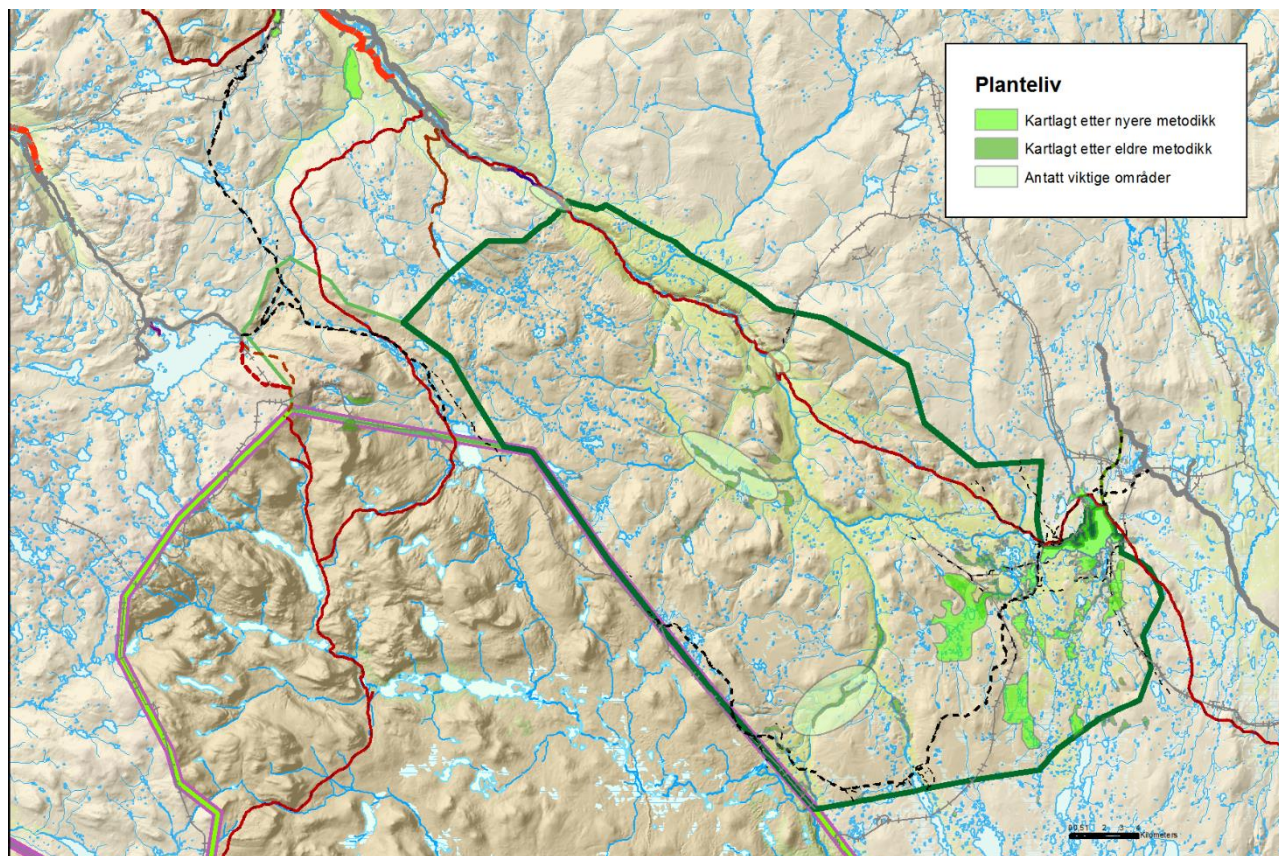 Planteliv
Kartlagt etter nyere metodikk
Kartlagt etter eldre metodikk
Antatt viktige områder
Kilometers